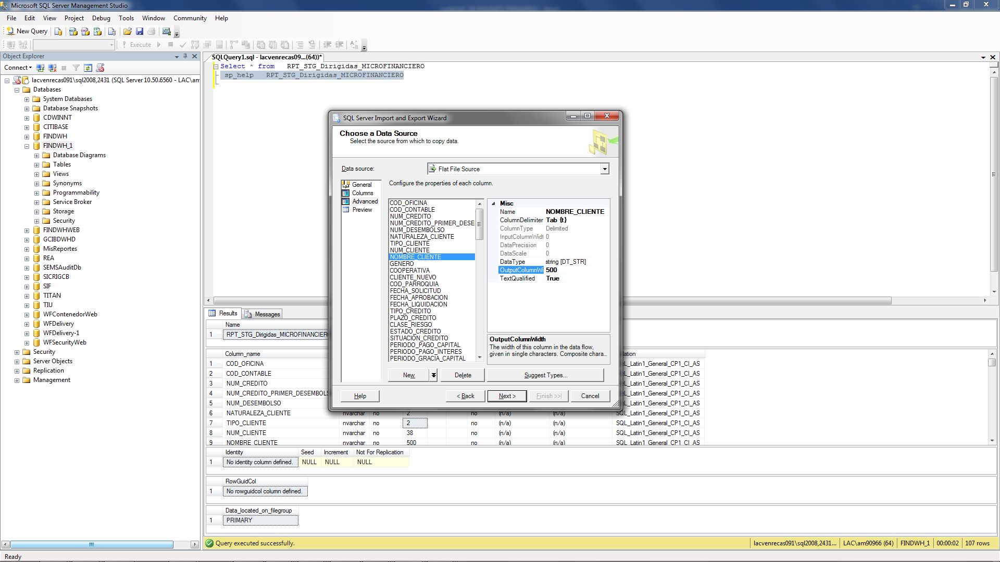 Microsoft SQL Server Management Studio
File Edit View Project Debug Tools Window Community Help
New Query
Execute
Object Explorer
Connect
lacvenrecas091\sql2008,2431 (SQL Server 10.50.6560 - LAC\am
Databases
System Databases
Database Snapshots
CDWINNT
CITIBASE
FINDWH
FINDWH_1
Database Diagrams
Tables
Views
Synonyms
Programmability
Service Broker
Storage
Security
FINDWHWEB
GCIBDWHD
MisReportes
REA
SEMSAuditDb
SICRIGCB
SIF
TITAN
TIU
WFContenedorWeb
WFDelivery
WFDelivery-1
WFSecurityWeb
Security
Server Objects
Replication
Management
SQLQuery1.sql - lacvenrecas09...(64))*
Select * from RPT_STG_Dirigidas_MICROFINANCIERO
sp_help RPT_STG_Dirigidas_MICROFINANCIERO
SQL Server Import and Export Wizard
Choose a Data Source
Select the source from which to copy data.
Data source: Flat File Source
General
Columns
Advanced
Preview
Configure the properties of each column.
COD_OFICINA
COD_CONTABLE
NUM_CREDITO
NUM_CREDITO_PRIMER_DESE
NUM_DESEMBOLSO
NATURALEZA_CLIENTE
TIPO_CLIENTE
NUM_CLIENTE
NOMBRE_CLIENTE
GENERO
COOPERATIVA
CLIENTE_NUEVO
COD_PARROQUIA
FECHA_SOLICITUD
FECHA_APROBACION
FECHA_LIQUIDACION
TIPO_CREDITO
PLAZO_CREDITO
CLASE_RIESGO
ESTADO_CREDITO
SITUACION_CREDITO
PERIODO_PAGO_CAPITAL
PERIODO_PAGO_INTERES
PERIODO_GRACIA_CAPITAL
Misc
Name NOMBRE_CLIENTE
ColumnDelimiter Tab {t}
ColumnType Delimited
InputColumnWidt 0
DataPrecision 0
DataScale 0
DataType string [DT_STR]
OutputColumnWi 500
TextQualified True
OutputColumnWidth
The width of this column in the data flow,
given in single characters. Composite chara...
New Delete Suggest Types...
Help < Back Next > Finish >>| Cancel
Results Messages
Name
1 RPT_STG_Dirigidas_MICROFINANCIERO
Column_name lation
1 COD_OFICINA SQL_Latin1_General_CP1_CI_AS
2 COD_CONTABLE SQL_Latin1_General_CP1_CI_AS
3 NUM_CREDITO SQL_Latin1_General_CP1_CI_AS
4 NUM_CREDITO_PRIMER_DESEMBOLS SQL_Latin1_General_CP1_CI_AS
5 NUM_DESEMBOLSO SQL_Latin1_General_CP1_CI_AS
6 NATURALEZA_CLIENTE nvarchar no 2 no (n/a) (n/a) SQL_Latin1_General_CP1_CI_AS
7 TIPO_CLIENTE nvarchar no 2 no (n/a) (n/a) SQL_Latin1_General_CP1_CI_AS
8 NUM_CLIENTE nvarchar no 38 no (n/a) (n/a) SQL_Latin1_General_CP1_CI_AS
9 NOMBRE_CLIENTE nvarchar no 500 no (n/a) (n/a) SQL_Latin1_General_CP1_CI_AS
Identity Seed Increment Not For Replication
1 No identity column defined. NULL NULL NULL
RowGuidCol
1 No rowguidcol column defined.
Data_located_on_filegroup
1 PRIMARY
Query executed successfully. lacvenrecas091\sql2008,2431... LAC\am90966 (64) FINDWH_1 00:00:02 107 rows
Ready